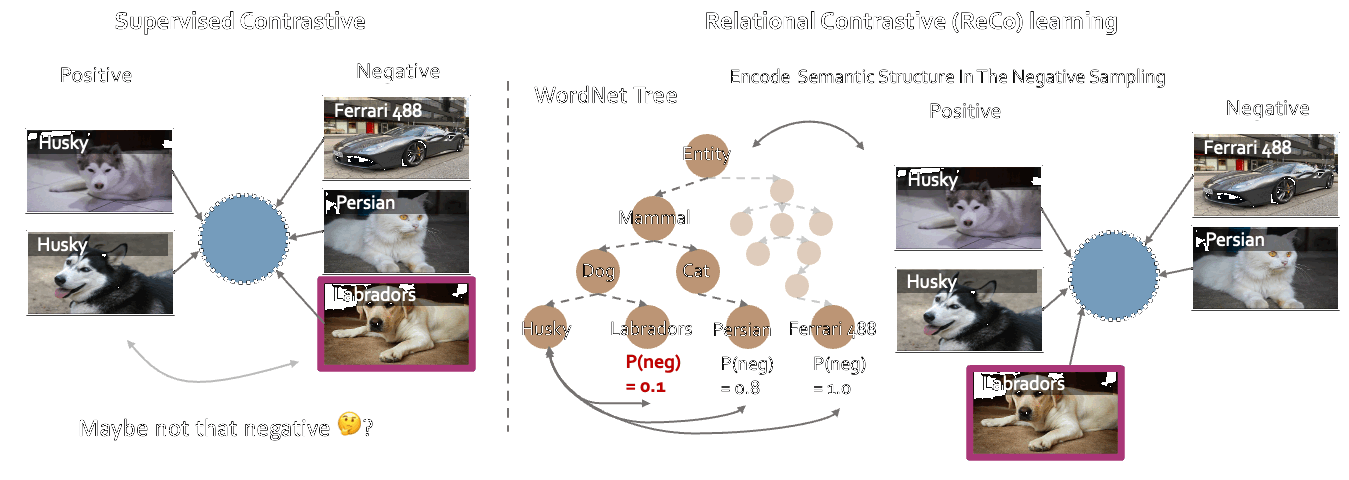 Supervised Contrastive
Positive
Negative
Husky
Husky
Ferrari 488
Persian
Labradors
Maybe not that negative 🤔?
Relational Contrastive (ReCo) learning
Encode Semantic Structure In The Negative Sampling
WordNet Tree
Entity
Mammal
Dog
Cat
Husky
Labradors
Persian
Ferrari 488
P(neg)
= 0.1
P(neg)
= 0.8
P(neg)
= 1.0
Positive
Negative
Husky
Husky
Labradors
Ferrari 488
Persian